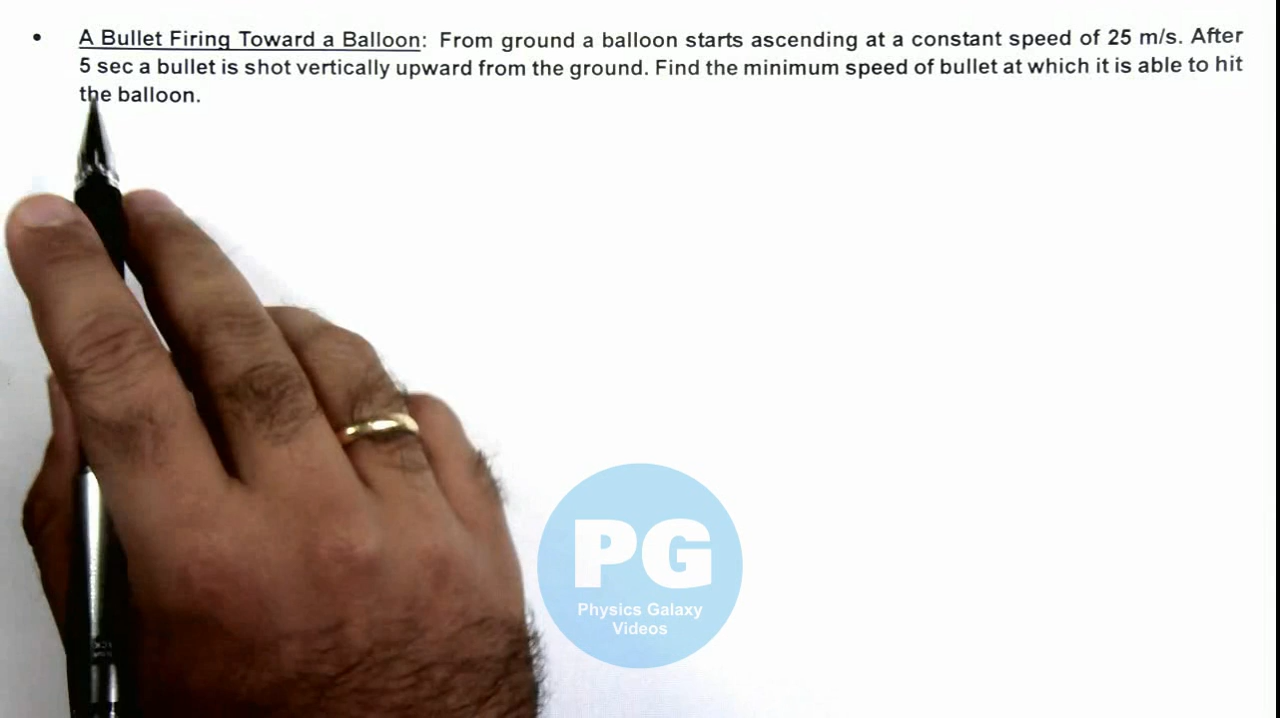 • A Bullet Firing Toward a Balloon: From ground a balloon starts ascending at a constant speed of 25 m/s. After
5 sec a bullet is shot vertically upward from the ground. Find the minimum speed of bullet at which it is able to hit
the balloon.
PG
Physics Galaxy
Videos